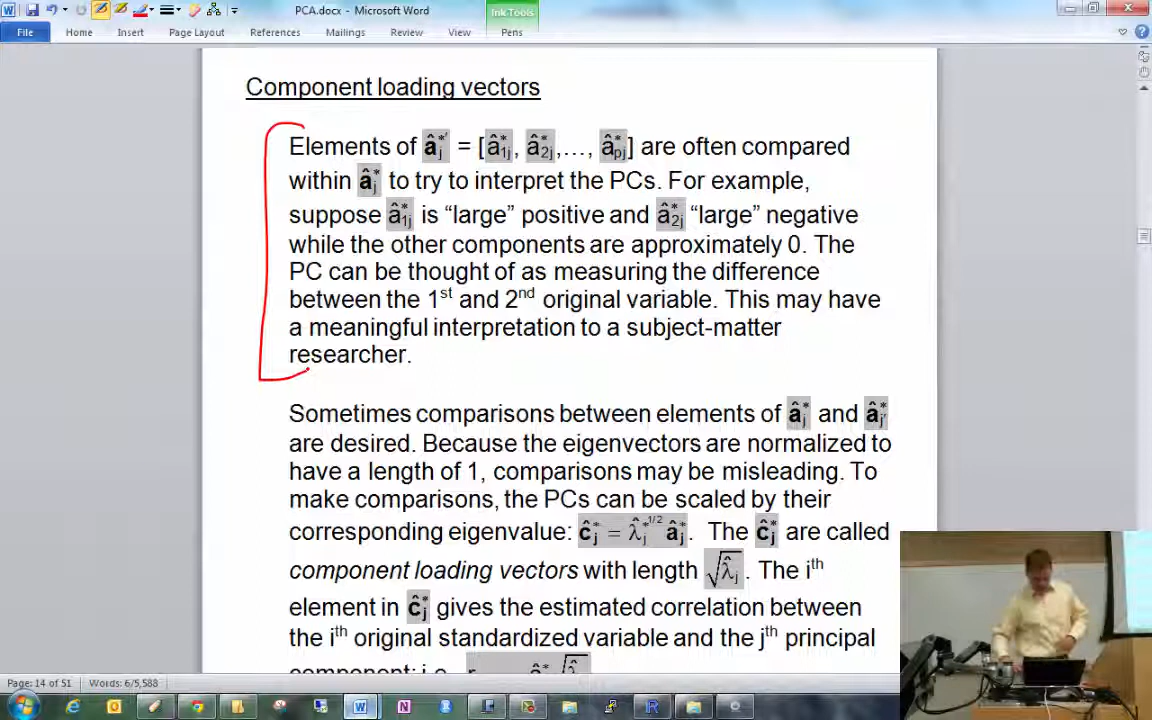 PCA.docx - Microsoft Word
Ink Tools
File Home Insert Page Layout References Mailings Review View Pens
Component loading vectors
Elements of â*′j = [â*1j, â*2j,…, â*pj] are often compared
within â*j to try to interpret the PCs. For example,
suppose â*1j is “large” positive and â*2j “large” negative
while the other components are approximately 0. The
PC can be thought of as measuring the difference
between the 1st and 2nd original variable. This may have
a meaningful interpretation to a subject-matter
researcher.
Sometimes comparisons between elements of â*j and â*j′
are desired. Because the eigenvectors are normalized to
have a length of 1, comparisons may be misleading. To
make comparisons, the PCs can be scaled by their
corresponding eigenvalue: ĉ*j = λ̂*1/2j â*j. The ĉ*j are called
component loading vectors with length √λ̂j. The ith
element in ĉ*j gives the estimated correlation between
the ith original standardized variable and the jth principal
component; i.e.
Page: 14 of 51 Words: 6/5,588